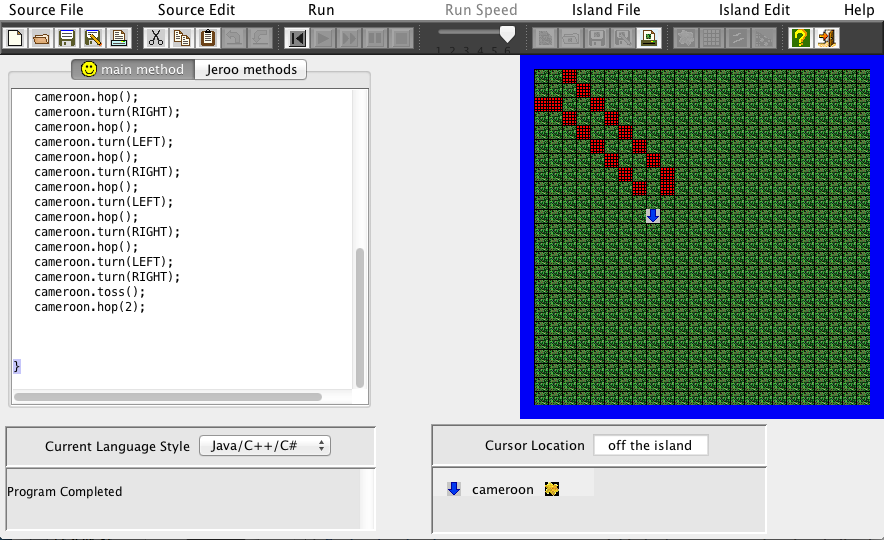 Source File Source Edit Run Run Speed Island File Island Edit Help
1 2 3 4 5 6
main method Jeroo methods
cameroon.hop();
cameroon.turn(RIGHT);
cameroon.hop();
cameroon.turn(LEFT);
cameroon.hop();
cameroon.turn(RIGHT);
cameroon.hop();
cameroon.turn(LEFT);
cameroon.hop();
cameroon.turn(RIGHT);
cameroon.hop();
cameroon.turn(LEFT);
cameroon.turn(RIGHT);
cameroon.toss();
cameroon.hop(2);
}
Current Language Style Java/C++/C#
Cursor Location off the island
Program Completed
cameroon